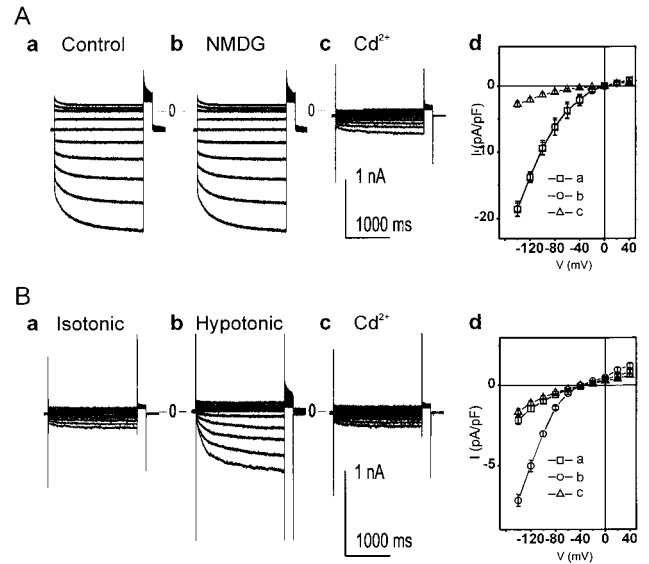 A
a Control
b NMDG
c Cd2+
d
0
0
1 nA
1000 ms
0
-10
-20
I (pA/pF)
a
b
c
-120 -80 -40 0 40
V (mV)
B
a Isotonic
b Hypotonic
c Cd2+
d
0
0
1 nA
1000 ms
0
-5
I (pA/pF)
a
b
c
-120 -80 -40 0 40
V (mV)